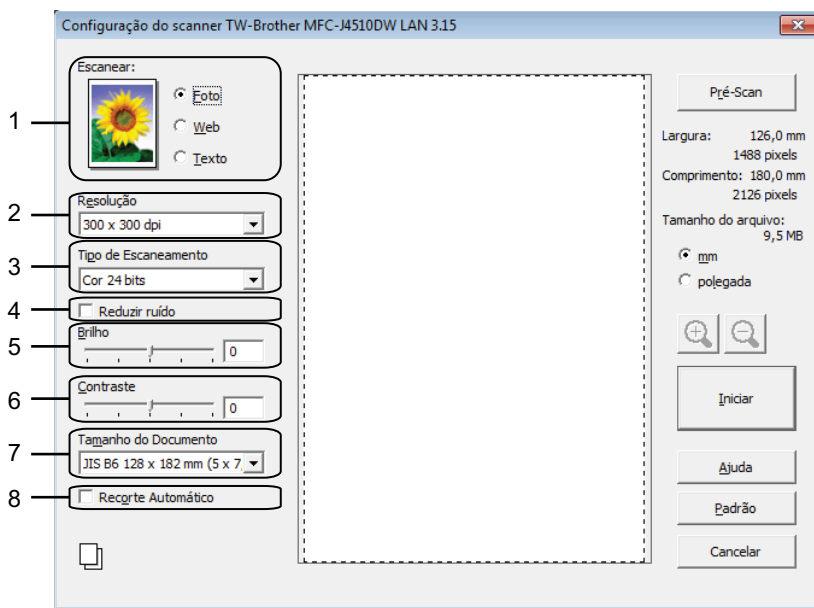 Configuração do scanner TW-Brother MFC-J4510DW LAN 3.15
1
Escanear:
Foto
Web
Texto
2
Resolução
300 x 300 dpi
3
Tipo de Escaneamento
Cor 24 bits
4
Reduzir ruído
5
Brilho
0
6
Contraste
0
7
Tamanho do Documento
JIS B6 128 x 182 mm (5 x 7
8
Recorte Automático
Pré-Scan
Largura: 126,0 mm
1488 pixels
Comprimento: 180,0 mm
2126 pixels
Tamanho do arquivo:
9,5 MB
mm
polegada
Iniciar
Ajuda
Padrão
Cancelar